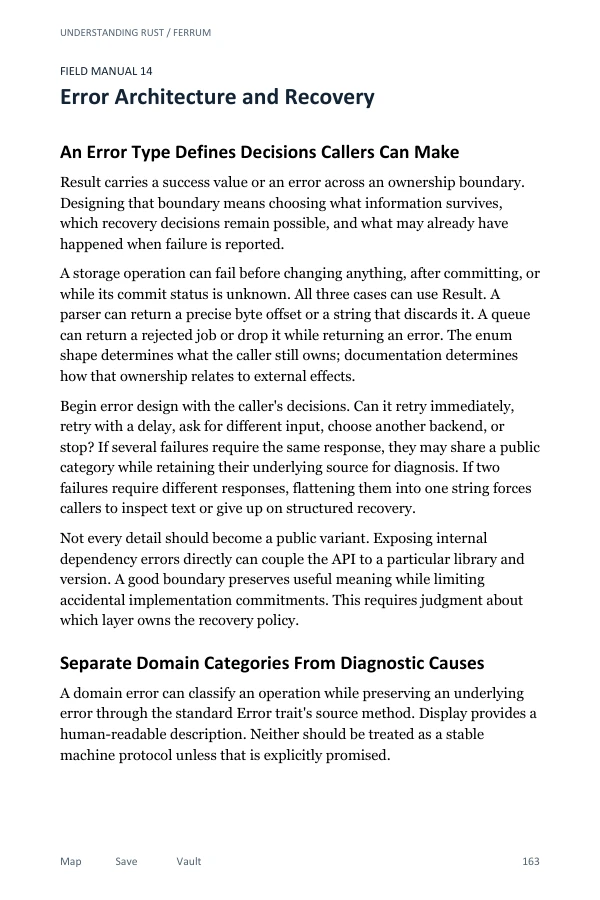 UNDERSTANDING RUST / FERRUM
FIELD MANUAL 14
Error Architecture and Recovery
An Error Type Defines Decisions Callers Can Make
Result carries a success value or an error across an ownership boundary.
Designing that boundary means choosing what information survives,
which recovery decisions remain possible, and what may already have
happened when failure is reported.
A storage operation can fail before changing anything, after committing, or
while its commit status is unknown. All three cases can use Result. A
parser can return a precise byte offset or a string that discards it. A queue
can return a rejected job or drop it while returning an error. The enum
shape determines what the caller still owns; documentation determines
how that ownership relates to external effects.
Begin error design with the caller's decisions. Can it retry immediately,
retry with a delay, ask for different input, choose another backend, or
stop? If several failures require the same response, they may share a public
category while retaining their underlying source for diagnosis. If two
failures require different responses, flattening them into one string forces
callers to inspect text or give up on structured recovery.
Not every detail should become a public variant. Exposing internal
dependency errors directly can couple the API to a particular library and
version. A good boundary preserves useful meaning while limiting
accidental implementation commitments. This requires judgment about
which layer owns the recovery policy.
Separate Domain Categories From Diagnostic Causes
A domain error can classify an operation while preserving an underlying
error through the standard Error trait's source method. Display provides a
human-readable description. Neither should be treated as a stable
machine protocol unless that is explicitly promised.
Map Save Vault 163